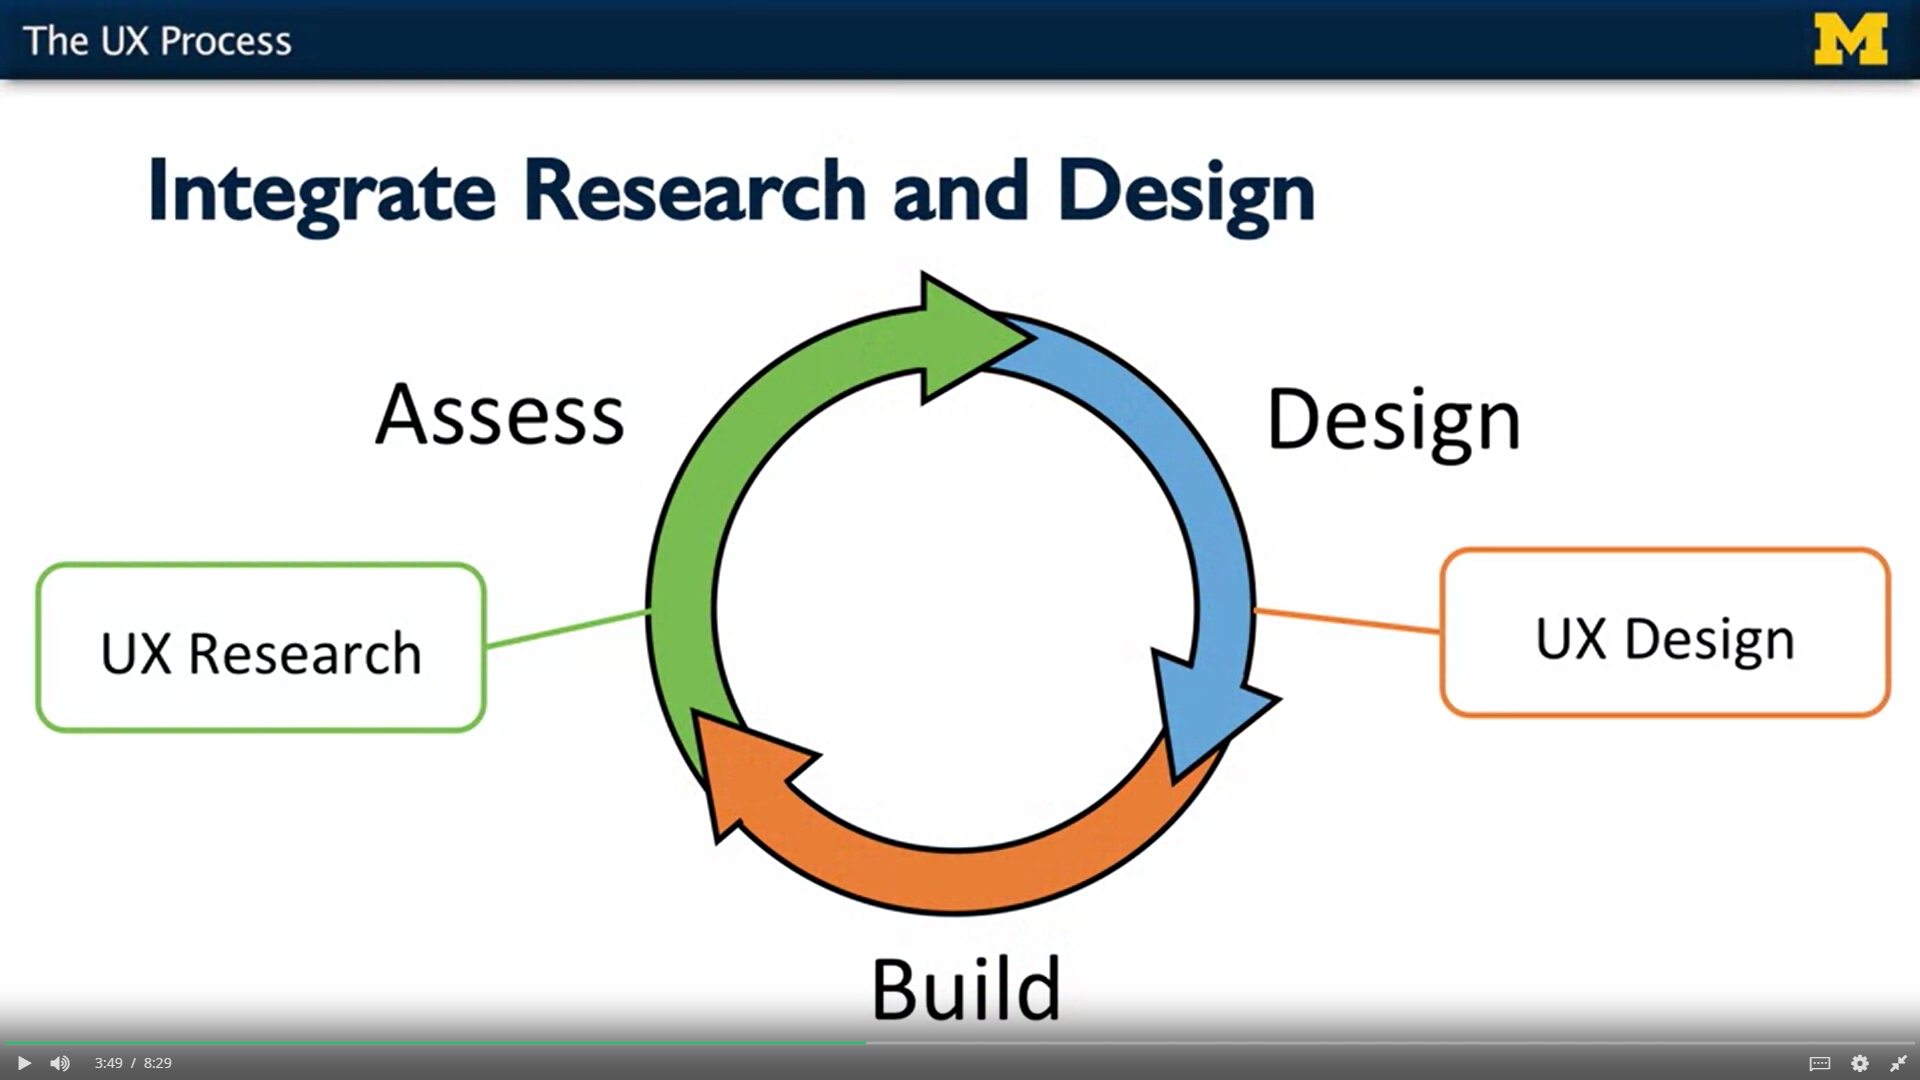 The UX Process
M
Integrate Research and Design
Assess
Design
UX Research
UX Design
Build
3:49 / 8:29